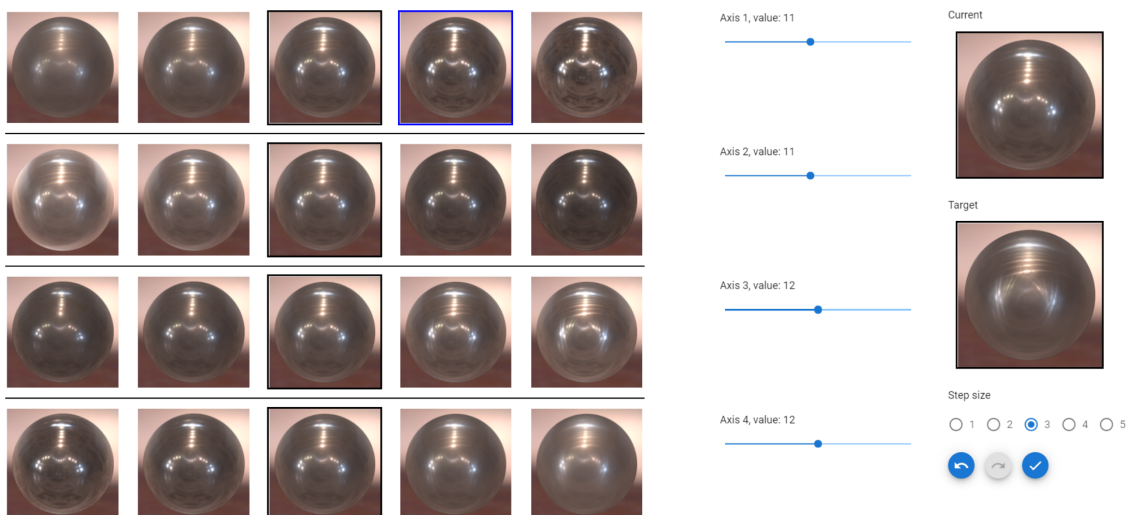 Axis 1, value: 11
Current
Axis 2, value: 11
Target
Axis 3, value: 12
Step size
Axis 4, value: 12
1 2 3 4 5